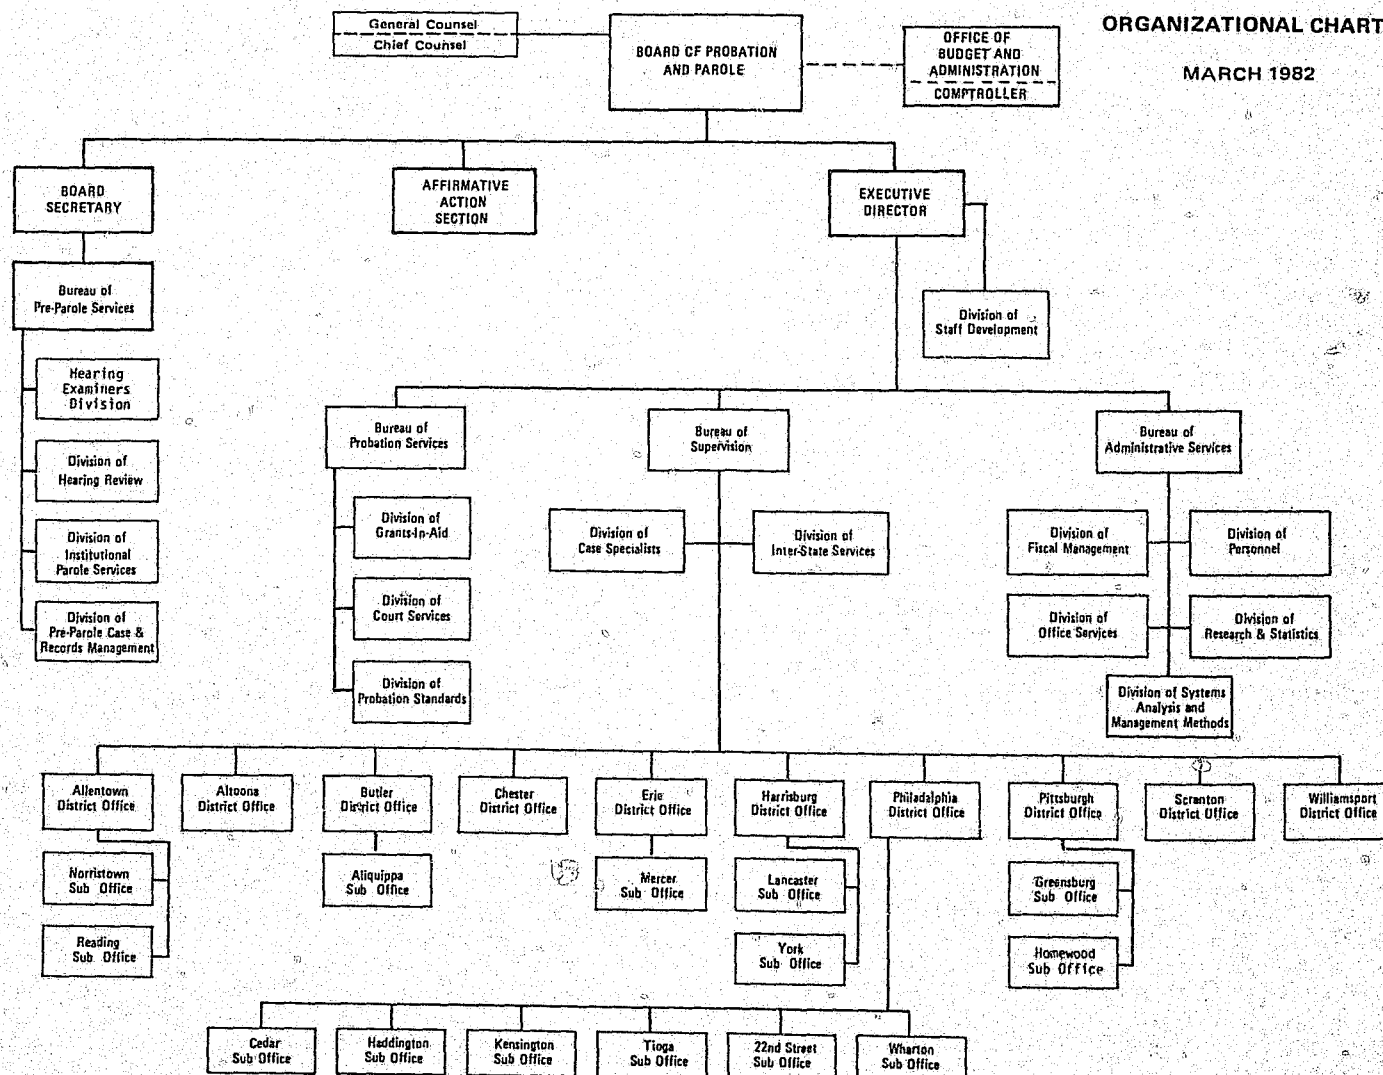 General Counsel
Chief Counsel
BOARD OF PROBATION
AND PAROLE
OFFICE OF
BUDGET AND
ADMINISTRATION
COMPTROLLER
ORGANIZATIONAL CHART
MARCH 1982
BOARD
SECRETARY
AFFIRMATIVE
ACTION
SECTION
EXECUTIVE
DIRECTOR
Bureau of
Pre-Parole Services
Division of
Staff Development
Hearing
Examiners
Division
Division of
Hearing Review
Division of
Institutional
Parole Services
Division of
Pre-Parole Case &
Records Management
Bureau of
Probation Services
Bureau of
Supervision
Bureau of
Administrative Services
Division of
Grants-In-Aid
Division of
Court Services
Division of
Probation Standards
Division of
Case Specialists
Division of
Inter-State Services
Division of
Fiscal Management
Division of
Personnel
Division of
Office Services
Division of
Research & Statistics
Division of Systems
Analysis and
Management Methods
Allentown
District Office
Altoona
District Office
Butler
District Office
Chester
District Office
Erie
District Office
Harrisburg
District Office
Philadalphia
District Office
Pittsburgh
District Office
Scranton
District Office
Williamsport
District Office
Norristown
Sub Office
Reading
Sub Office
Aliquippa
Sub Office
Mercer
Sub Office
Lancaster
Sub Office
York
Sub Office
Greensburg
Sub Office
Homewood
Sub Office
Cedar
Sub Office
Haddington
Sub Office
Kensington
Sub Office
Tioga
Sub Office
22nd Street
Sub Office
Wharton
Sub Office